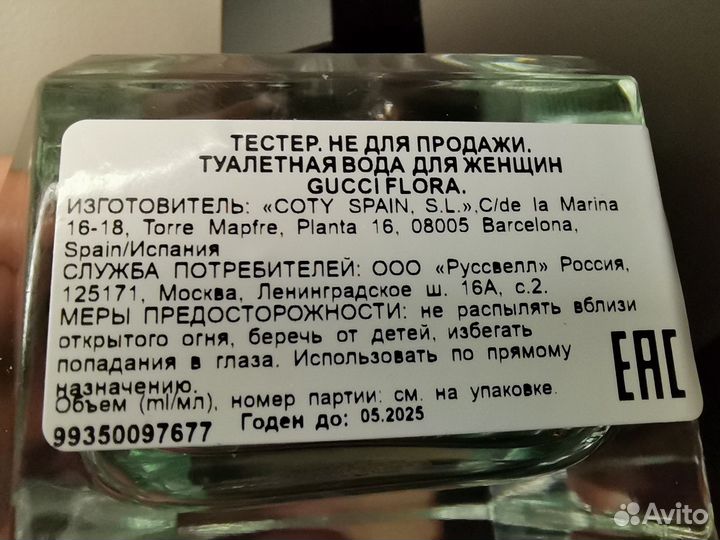 ТЕСТЕР. НЕ ДЛЯ ПРОДАЖИ.
ТУАЛЕТНАЯ ВОДА ДЛЯ ЖЕНЩИН
GUCCI FLORA.
ИЗГОТОВИТЕЛЬ: «COTY SPAIN, S.L.»,C/de la Marina
16-18, Torre Mapfre, Planta 16, 08005 Barcelona,
Spain/Испания
СЛУЖБА ПОТРЕБИТЕЛЕЙ: ООО «Руссвелл» Россия,
125171, Москва, Ленинградское ш. 16А, с.2.
МЕРЫ ПРЕДОСТОРОЖНОСТИ: не распылять вблизи
открытого огня, беречь от детей, избегать
попадания в глаза. Использовать по прямому
назначению.
Объем (ml/мл), номер партии: см. на упаковке.
99350097677 Годен до: 05.2025
EAC
Avito